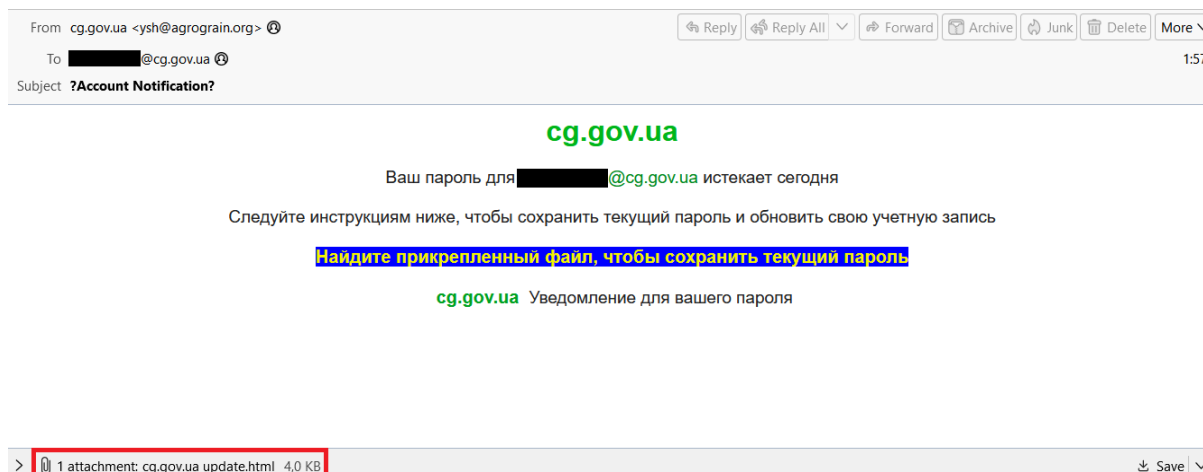 From cg.gov.ua <ysh@agrograin.org>
Reply Reply All Forward Archive Junk Delete More
To @cg.gov.ua
1:57
Subject ?Account Notification?
cg.gov.ua
Ваш пароль для @cg.gov.ua истекает сегодня
Следуйте инструкциям ниже, чтобы сохранить текущий пароль и обновить свою учетную запись
Найдите прикрепленный файл, чтобы сохранить текущий пароль
cg.gov.ua Уведомление для вашего пароля
1 attachment: cg.gov.ua update.html 4,0 KB
Save